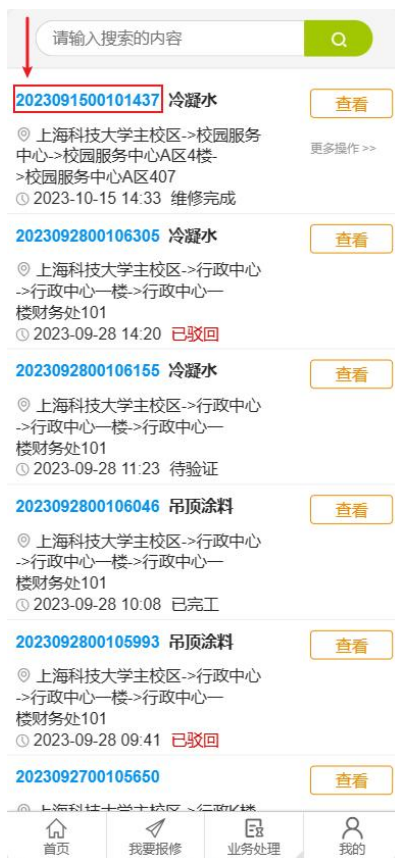 请输入搜索的内容
2023091500101437 冷凝水
查看
上海科技大学主校区->校园服务
中心->校园服务中心A区4楼-
>校园服务中A区407
更多操作 >>
2023-10-15 14:33 维修完成
2023092800106305 冷凝水
查看
上海科技大学主校区->行政中心
->行政中心一楼->行政中心一
楼财务处101
2023-09-28 14:20 已驳回
2023092800106155 冷凝水
查看
上海科技大学主校区->行政中心
->行政中心一楼->行政中心一
楼财务处101
2023-09-28 11:23 待验证
2023092800106046 吊顶涂料
查看
上海科技大学主校区->行政中心
->行政中心一楼->行政中心一
楼财务处101
2023-09-28 10:08 已完工
2023092800105993 吊顶涂料
查看
上海科技大学主校区->行政中心
->行政中心一楼->行政中心一
楼财务处101
2023-09-28 09:41 已驳回
2023092700105650
查看
首页
我要报修
业务处理
我的